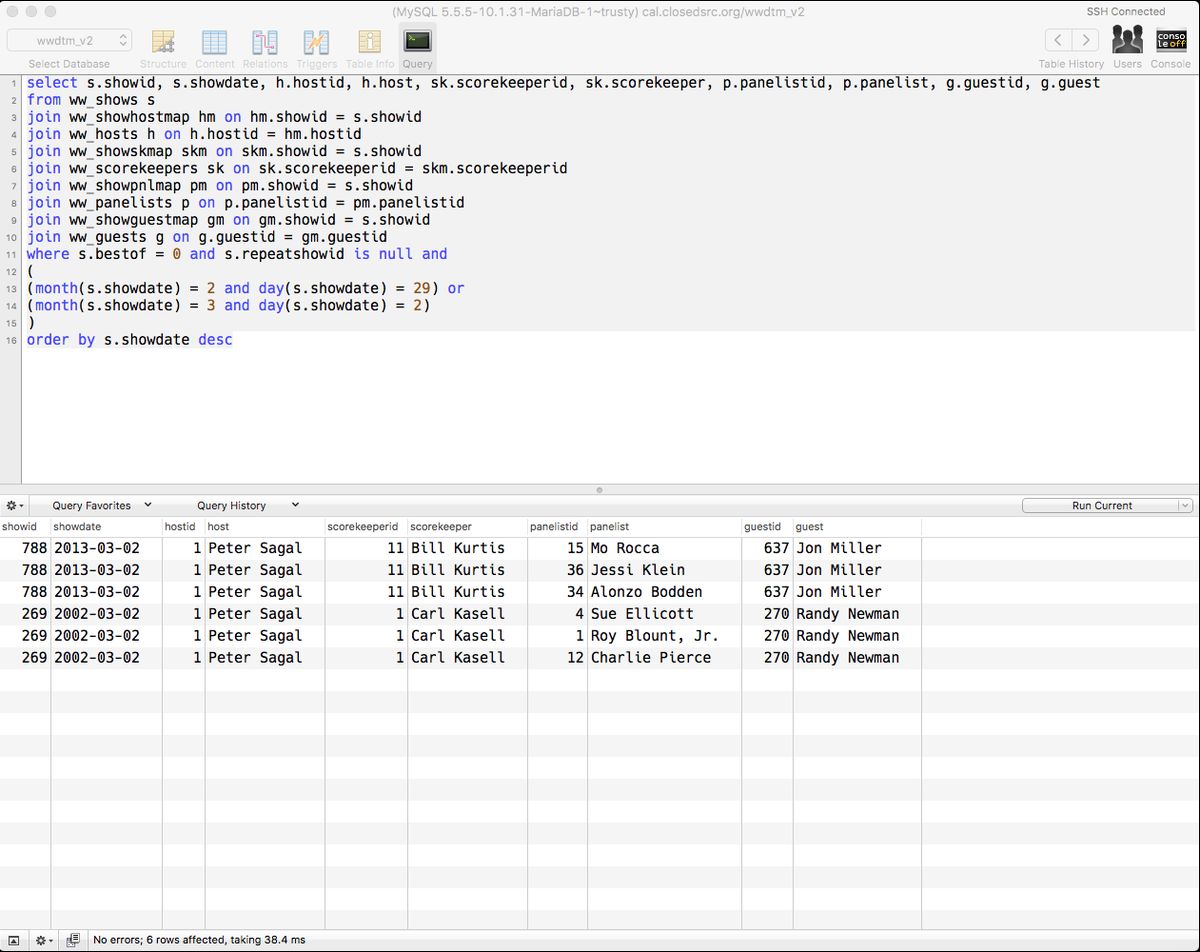 (MySQL 5.5.5-10.1.31-MariaDB-1~trusty) cal.closedsrc.org/wwdtm_v2
SSH Connected
wwdtm_v2
conso
le off
Select Database
Structure
Content
Relations
Triggers
Table Info
Query
Table History
Users
Console
1 select s.showid, s.showdate, h.hostid, h.host, sk.scorekeeperid, sk.scorekeeper, p.panelistid, p.panelist, g.guestid, g.guest
2 from ww_shows s
3 join ww_showhostmap hm on hm.showid = s.showid
4 join ww_hosts h on h.hostid = hm.hostid
5 join ww_showskmap skm on skm.showid = s.showid
6 join ww_scorekeepers sk on sk.scorekeeperid = skm.scorekeeperid
7 join ww_showpnlmap pm on pm.showid = s.showid
8 join ww_panelists p on p.panelistid = pm.panelistid
9 join ww_showguestmap gm on gm.showid = s.showid
10 join ww_guests g on g.guestid = gm.guestid
11 where s.bestof = 0 and s.repeatshowid is null and
12 (
13 (month(s.showdate) = 2 and day(s.showdate) = 29) or
14 (month(s.showdate) = 3 and day(s.showdate) = 2)
15 )
16 order by s.showdate desc
Query Favorites Query History Run Current
showid showdate hostid host scorekeeperid scorekeeper panelistid panelist guestid guest
788 2013-03-02 1 Peter Sagal 11 Bill Kurtis 15 Mo Rocca 637 Jon Miller
788 2013-03-02 1 Peter Sagal 11 Bill Kurtis 36 Jessi Klein 637 Jon Miller
788 2013-03-02 1 Peter Sagal 11 Bill Kurtis 34 Alonzo Bodden 637 Jon Miller
269 2002-03-02 1 Peter Sagal 1 Carl Kasell 4 Sue Ellicott 270 Randy Newman
269 2002-03-02 1 Peter Sagal 1 Carl Kasell 1 Roy Blount, Jr. 270 Randy Newman
269 2002-03-02 1 Peter Sagal 1 Carl Kasell 12 Charlie Pierce 270 Randy Newman
No errors; 6 rows affected, taking 38.4 ms